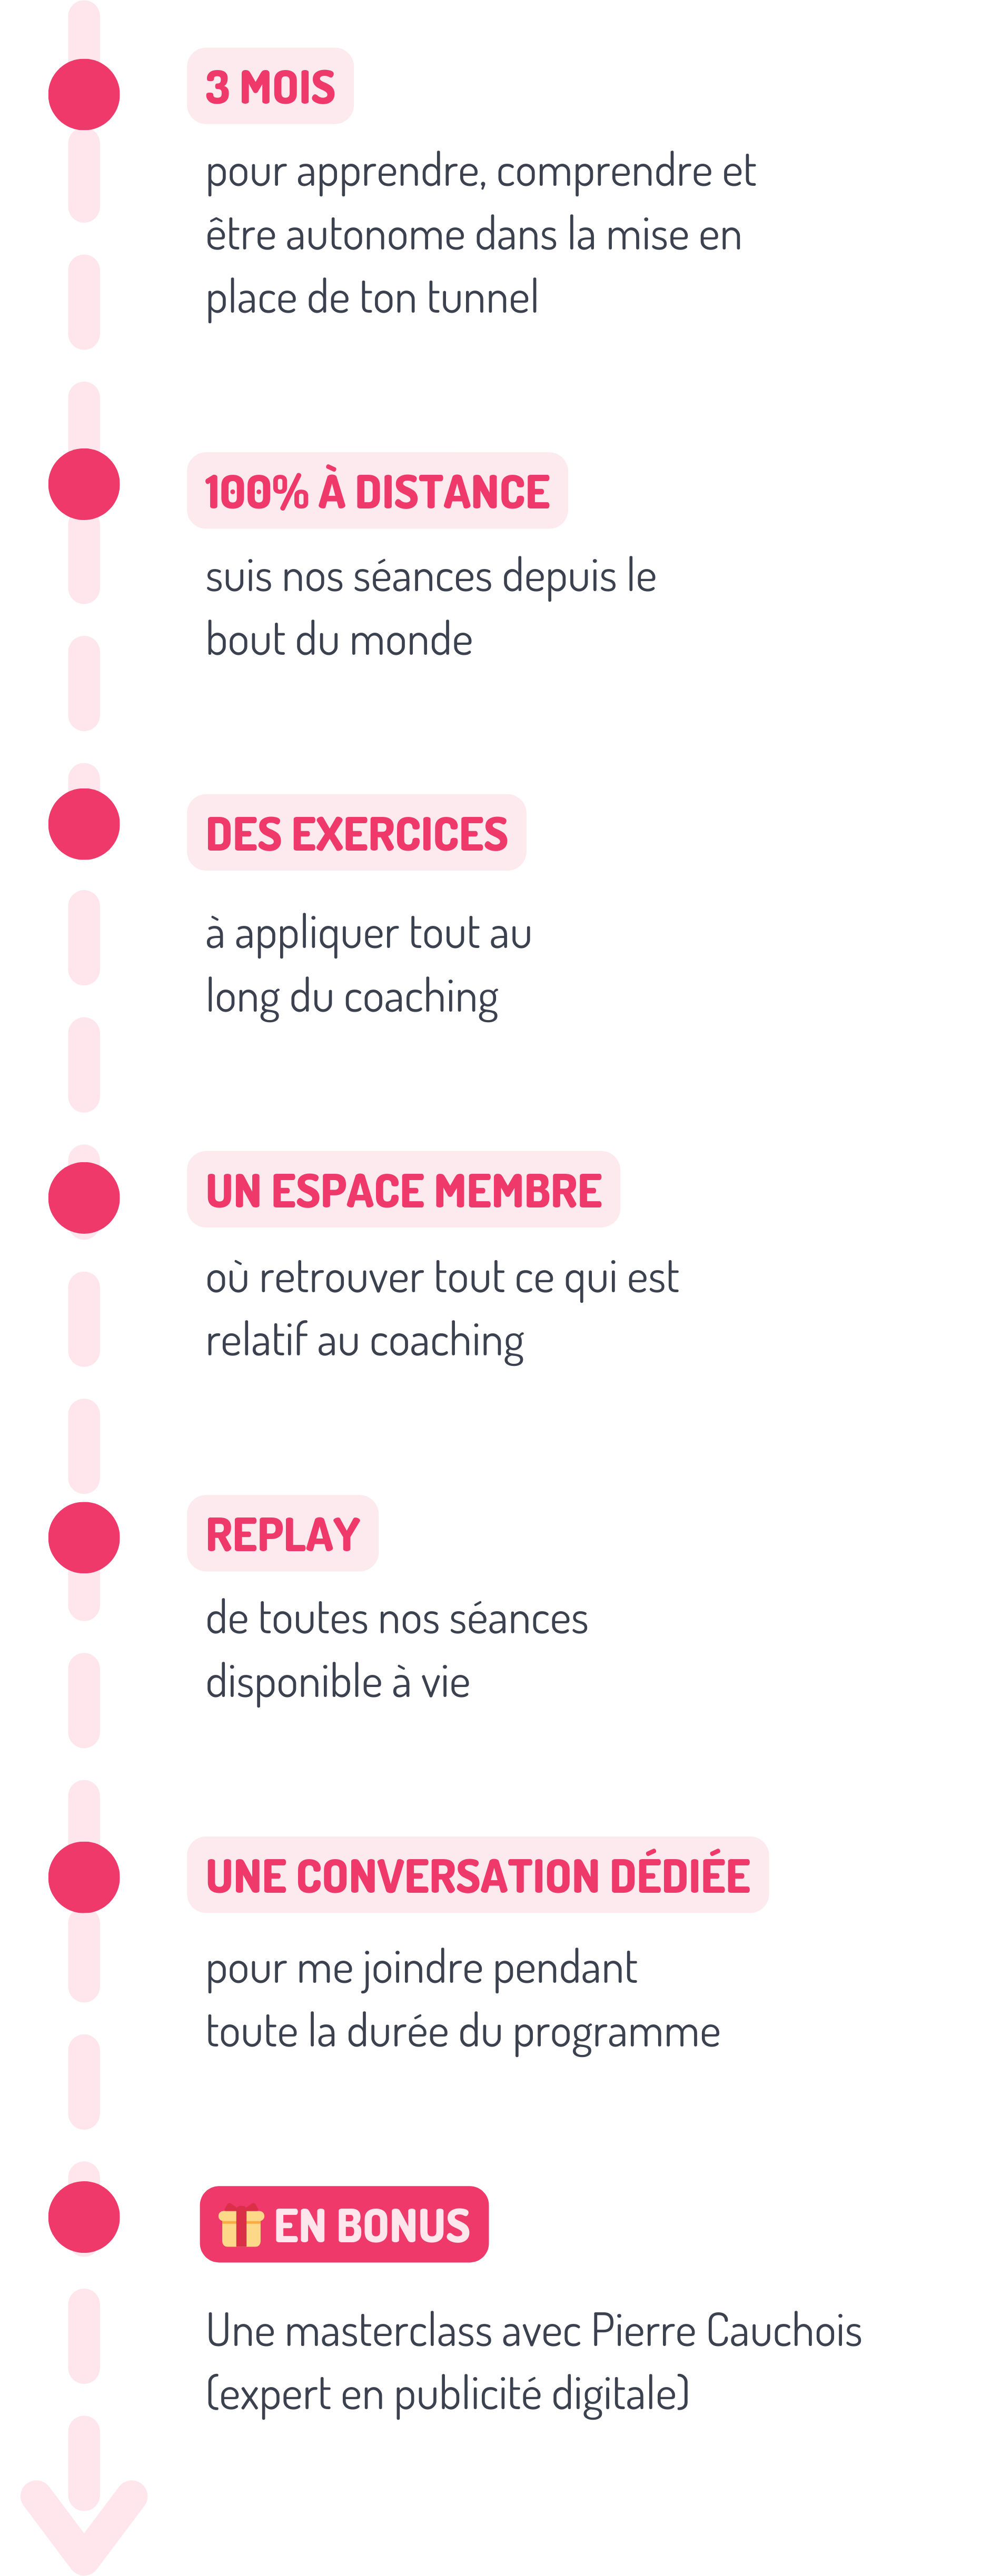 3 MOIS
pour apprendre, comprendre et
être autonome dans la mise en
place de ton tunnel
100% À DISTANCE
suis nos séances depuis le
bout du monde
DES EXERCICES
à appliquer tout au
long du coaching
UN ESPACE MEMBRE
où retrouver tout ce qui est
relatif au coaching
REPLAY
de toutes nos séances
disponible à vie
UNE CONVERSATION DÉDIÉE
pour me joindre pendant
toute la durée du programme
EN BONUS
Une masterclass avec Pierre Cauchois
(expert en publicité digitale)